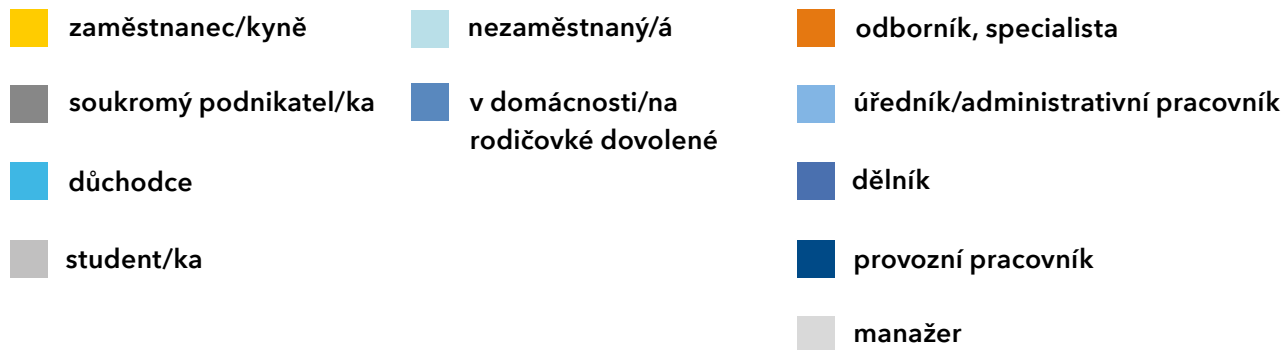 zaměstnanec/kyně
soukromý podnikatel/ka
důchodce
student/ka
nezaměstnaný/á
v domácnosti/na
rodičovké dovolené
odborník, specialista
úředník/administrativní pracovník
dělník
provozní pracovník
manažer